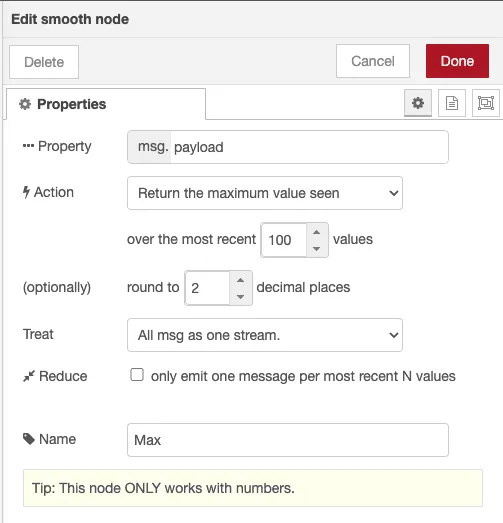 Edit smooth node
Delete Cancel Done
Properties
Property msg. payload
Action Return the maximum value seen
over the most recent 100 values
(optionally) round to 2 decimal places
Treat All msg as one stream.
Reduce only emit one message per most recent N values
Name Max
Tip: This node ONLY works with numbers.